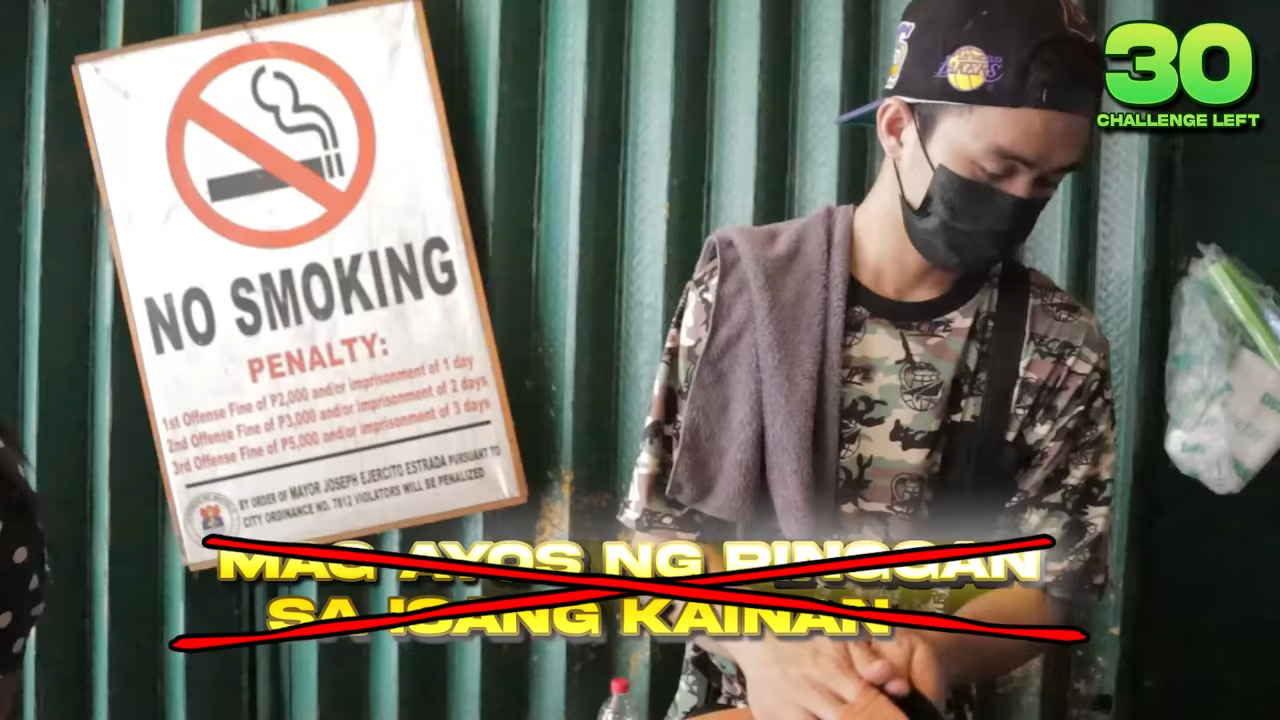 NO SMOKING
PENALTY:
1st Offense Fine of P2,000 and/or imprisonment of 1 day
2nd Offense Fine of P3,000 and/or imprisonment of 2 days
3rd Offense Fine of P5,000 and/or imprisonment of 3 days
BY ORDER OF MAYOR JOSEPH EJERCITO ESTRADA PURSUANT TO
CITY ORDINANCE NO. 7812 VIOLATORS WILL BE PENALIZED
LAKERS
30
CHALLENGE LEFT
MAG AYOS NG PINGGAN
SA ISANG KAINAN